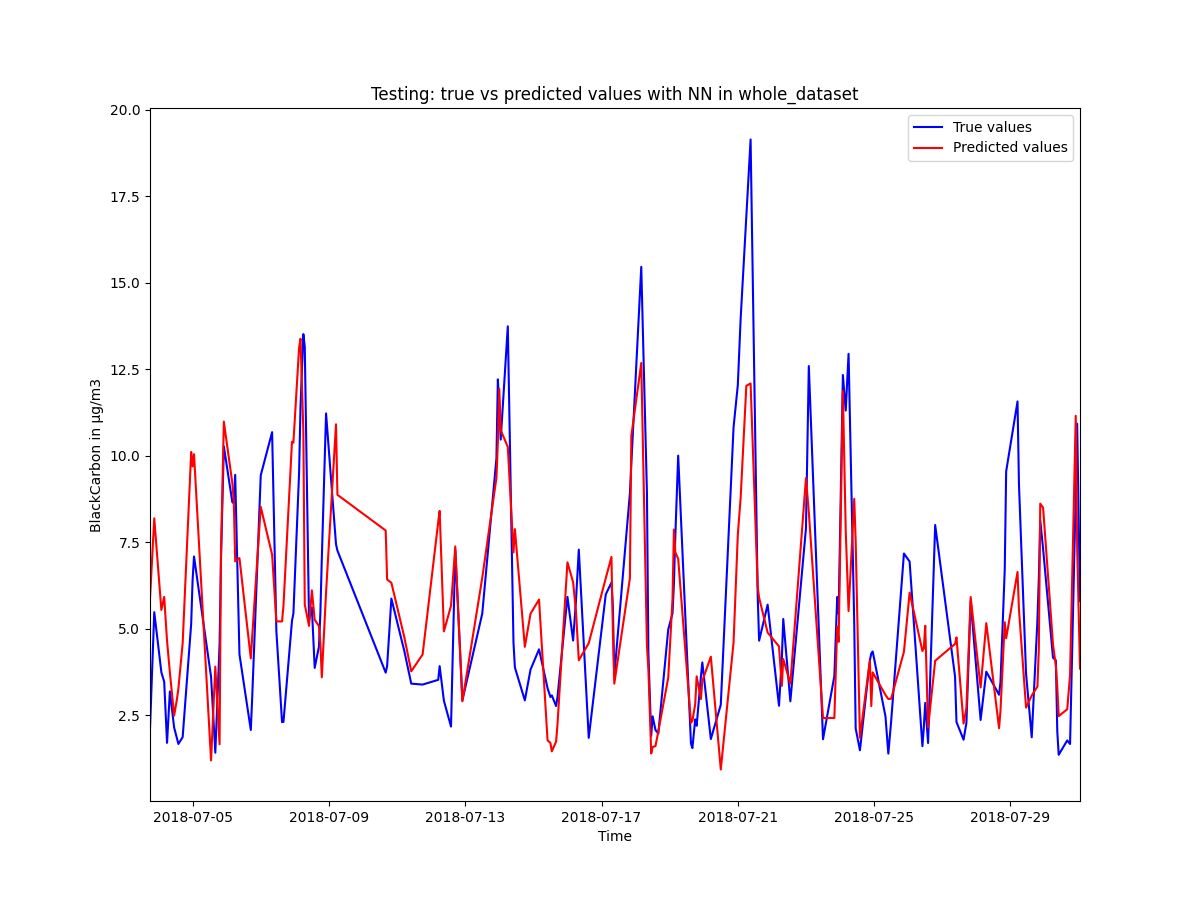 Testing: true vs predicted values with NN in whole_dataset
True values
Predicted values
20.0
17.5
15.0
12.5
10.0
7.5
5.0
2.5
BlackCarbon in µg/m3
2018-07-05 2018-07-09 2018-07-13 2018-07-17 2018-07-21 2018-07-25 2018-07-29
Time